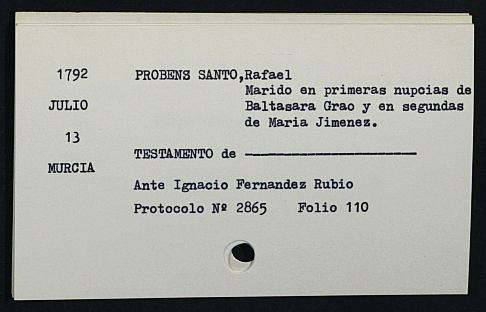 1792 PROBENS SANTO,Rafael
Marido en primeras nupcias de
JULIO Baltasara Grao y en segundas
de Maria Jimenez.
13
TESTAMENTO de
MURCIA
Ante Ignacio Fernandez Rubio
Protocolo Nº 2865 Folio 110